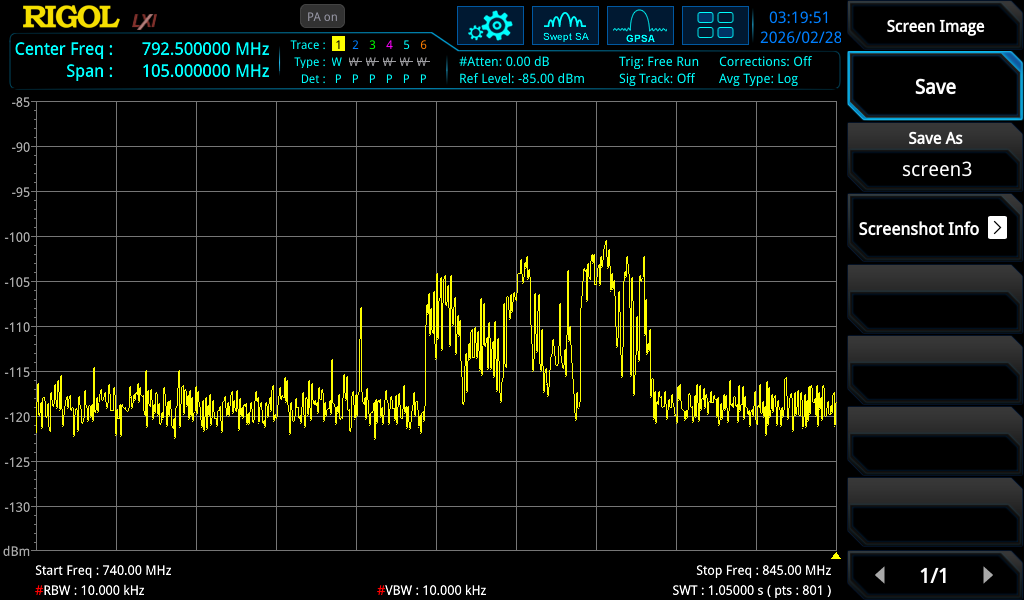 RIGOL LXI
PA on
Swept SA
GPSA
03:19:51
2026/02/28
Center Freq : 792.500000 MHz
Span : 105.000000 MHz
Trace : 1 2 3 4 5 6
Type : W W W W W W
Det : P P P P P P
#Atten: 0.00 dB
Ref Level: -85.00 dBm
Trig: Free Run
Sig Track: Off
Corrections: Off
Avg Type: Log
-85
-90
-95
-100
-105
-110
-115
-120
-125
-130
dBm
Start Freq : 740.00 MHz
Stop Freq : 845.00 MHz
#RBW : 10.000 kHz
#VBW : 10.000 kHz
SWT : 1.05000 s ( pts : 801 )
Screen Image
Save
Save As
screen3
Screenshot Info
1/1